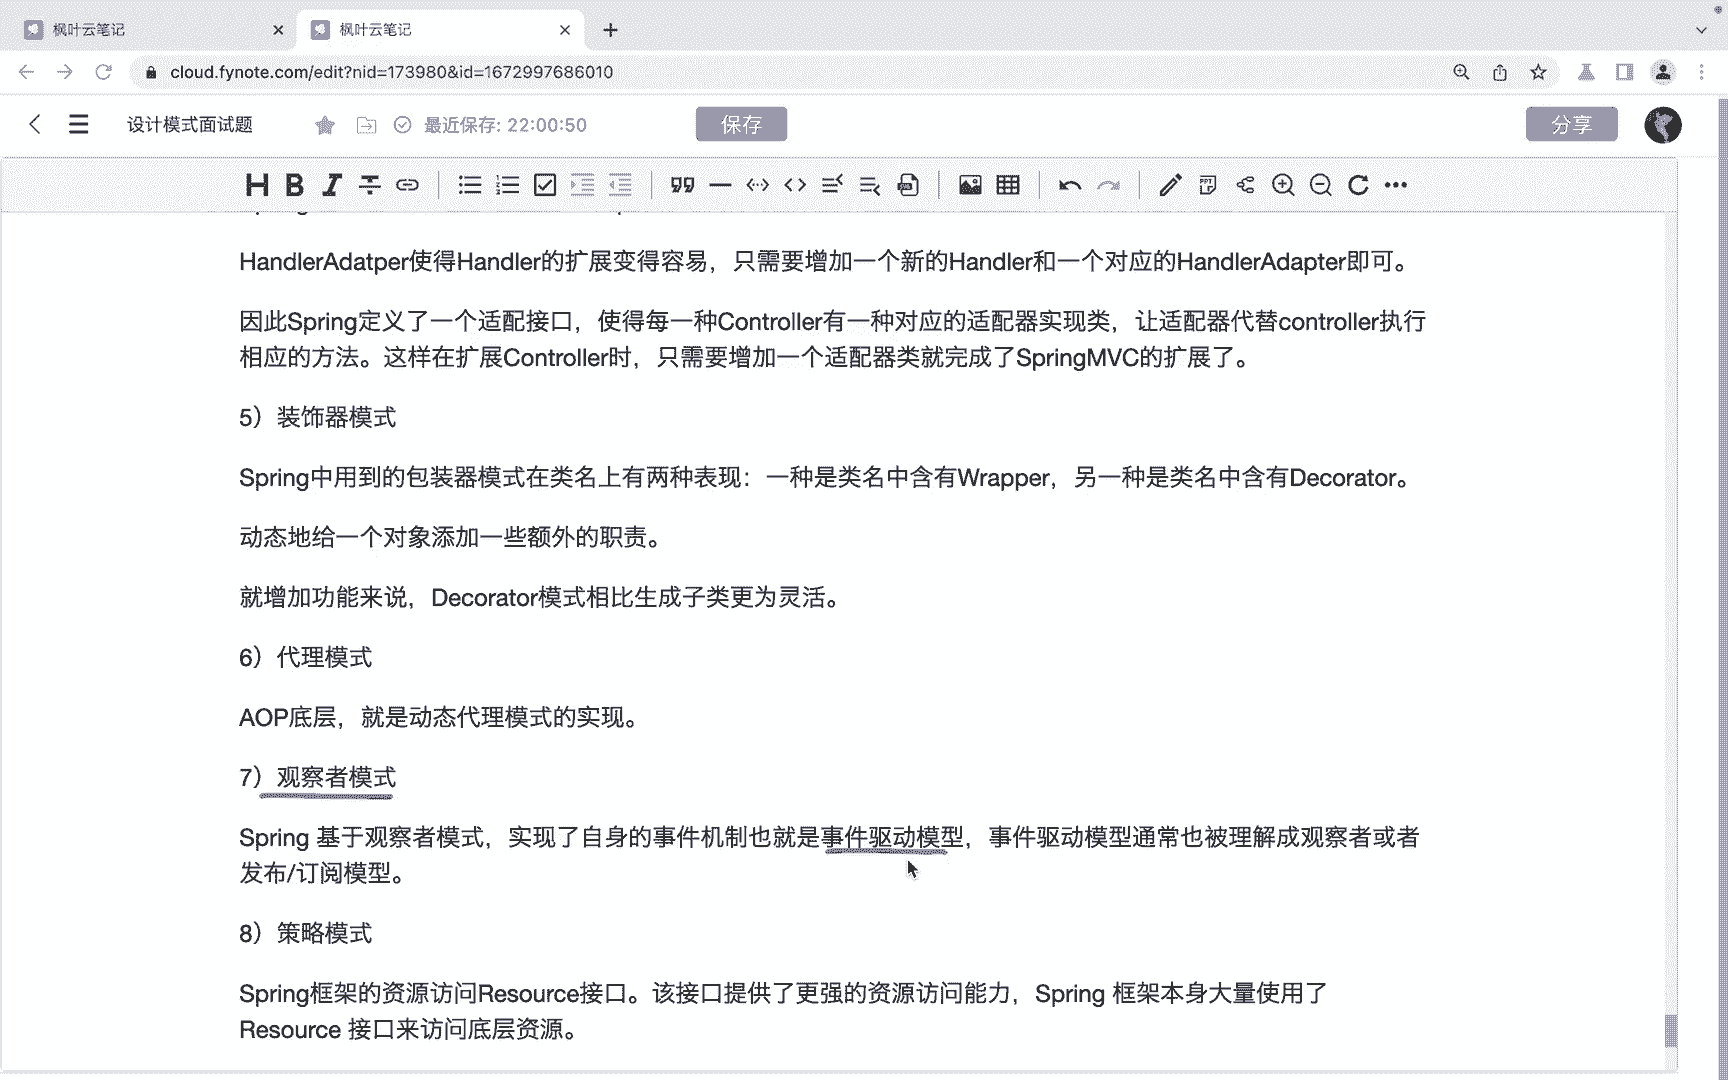 枫叶云笔记
枫叶云笔记
cloud.fynote.com/edit?nid=173980&id=1672997686010
设计模式面试题
最近保存: 22:00:50
保存
分享
HandlerAdatper使得Handler的扩展变得容易，只需要增加一个新的Handler和一个对应的HandlerAdapter即可。
因此Spring定义了一个适配接口，使得每一种Controller有一种对应的适配器实现类，让适配器代替controller执行
相应的方法。这样在扩展Controller时，只需要增加一个适配器类就完成了SpringMVC的扩展了。
5）装饰器模式
Spring中用到的包装器模式在类名上有两种表现：一种是类名中含有Wrapper，另一种是类名中含有Decorator。
动态地给一个对象添加一些额外的职责。
就增加功能来说，Decorator模式相比生成子类更为灵活。
6）代理模式
AOP底层，就是动态代理模式的实现。
7）观察者模式
Spring 基于观察者模式，实现了自身的事件机制也就是事件驱动模型，事件驱动模型通常也被理解成观察者或者
发布/订阅模型。
8）策略模式
Spring框架的资源访问Resource接口。该接口提供了更强的资源访问能力，Spring 框架本身大量使用了
Resource 接口来访问底层资源。